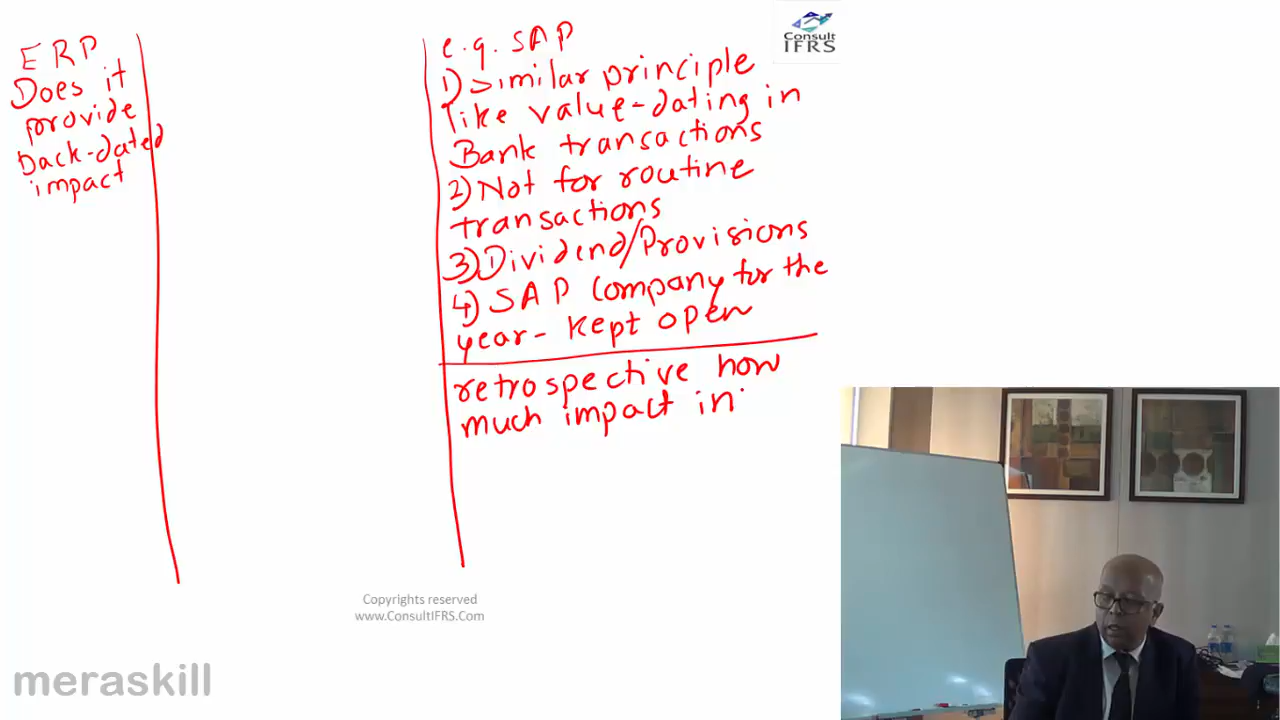 ERP
Does it
provide
back-dated
impact
e.g. SAP
1) Similar principle
like value-dating in
Bank transactions
2) Not for routine
transactions
3) Dividend/Provisions
4) SAP Company for the
year- kept open
retrospective how
much impact in
Consult
IFRS
Copyrights reserved
www.ConsultIFRS.Com
meraskill